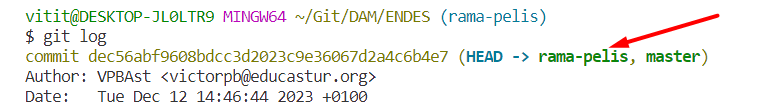 vitit@DESKTOP-JL0LTR9 MINGW64 ~/Git/DAM/ENDES (rama-pelis)
$ git log
commit dec56abf9608bdcc3d2023c9e36067d2a4c6b4e7 (HEAD -> rama-pelis, master)
Author: VPBAst <victorpb@educastur.org>
Date:   Tue Dec 12 14:46:44 2023 +0100